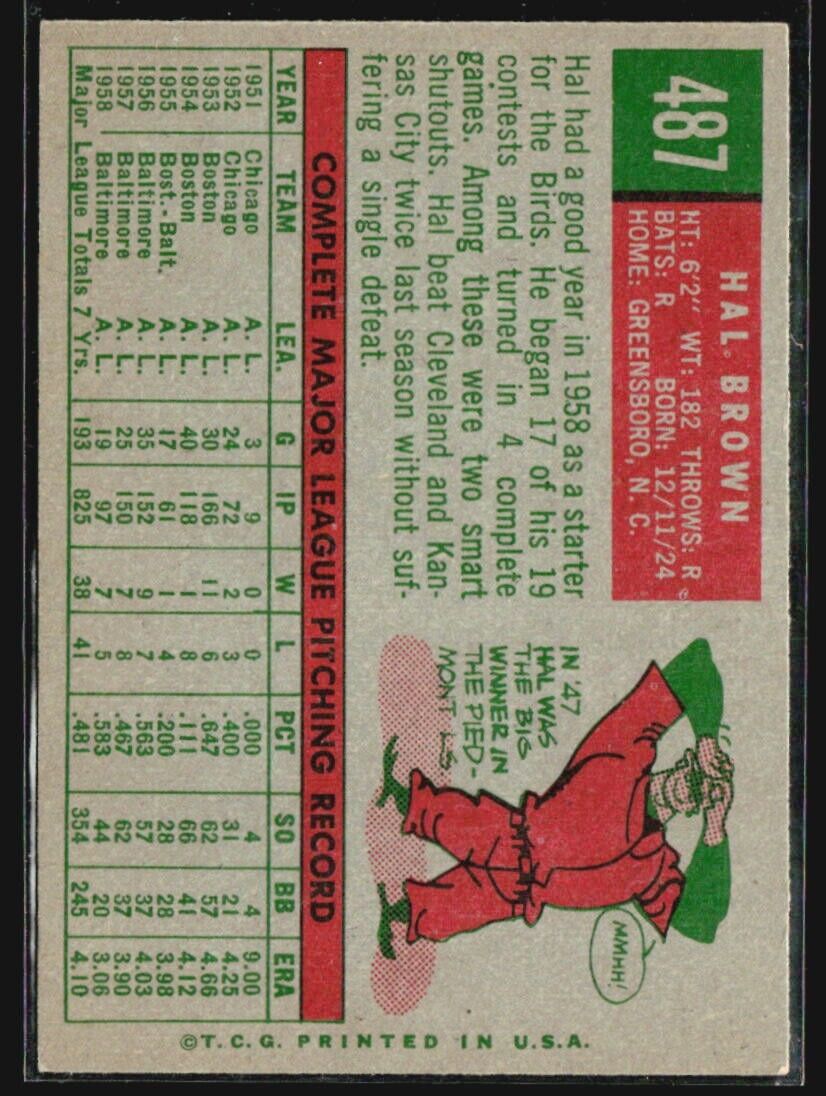 487
HAL BROWN
HT: 6'2" WT: 182 THROWS: R
BATS: R BORN: 12/11/24
HOME: GREENSBORO, N. C.
Hal had a good year in 1958 as a starter
for the Birds. He began 17 of his 19
contests and turned in 4 complete
games. Among these were two smart
shutouts. Hal beat Cleveland and Kan-
sas City twice last season without suf-
fering a single defeat.
IN '47
HAL WAS
THE BIG
WINNER IN
THE PIED-
MONT LS
MMHH!
COMPLETE MAJOR LEAGUE PITCHING RECORD
YEAR TEAM LEA. G IP W L PCT SO BB ERA
1951 Chicago A. L. 3 9 0 0 .000 4 4 9.00
1952 Chicago A. L. 24 72 2 3 .400 31 21 4.25
1953 Boston A. L. 30 166 11 6 .647 62 57 4.66
1954 Boston A. L. 40 118 1 8 .111 66 41 4.12
1955 Bost.-Balt. A. L. 17 61 1 4 .200 28 28 3.98
1956 Baltimore A. L. 35 152 9 7 .563 57 37 4.03
1957 Baltimore A. L. 25 150 7 8 .467 62 37 3.90
1958 Baltimore A. L. 19 97 7 5 .583 44 20 3.06
Major League Totals 7 Yrs. 193 825 38 41 .481 354 245 4.10
©T. C. G. PRINTED IN U.S.A.